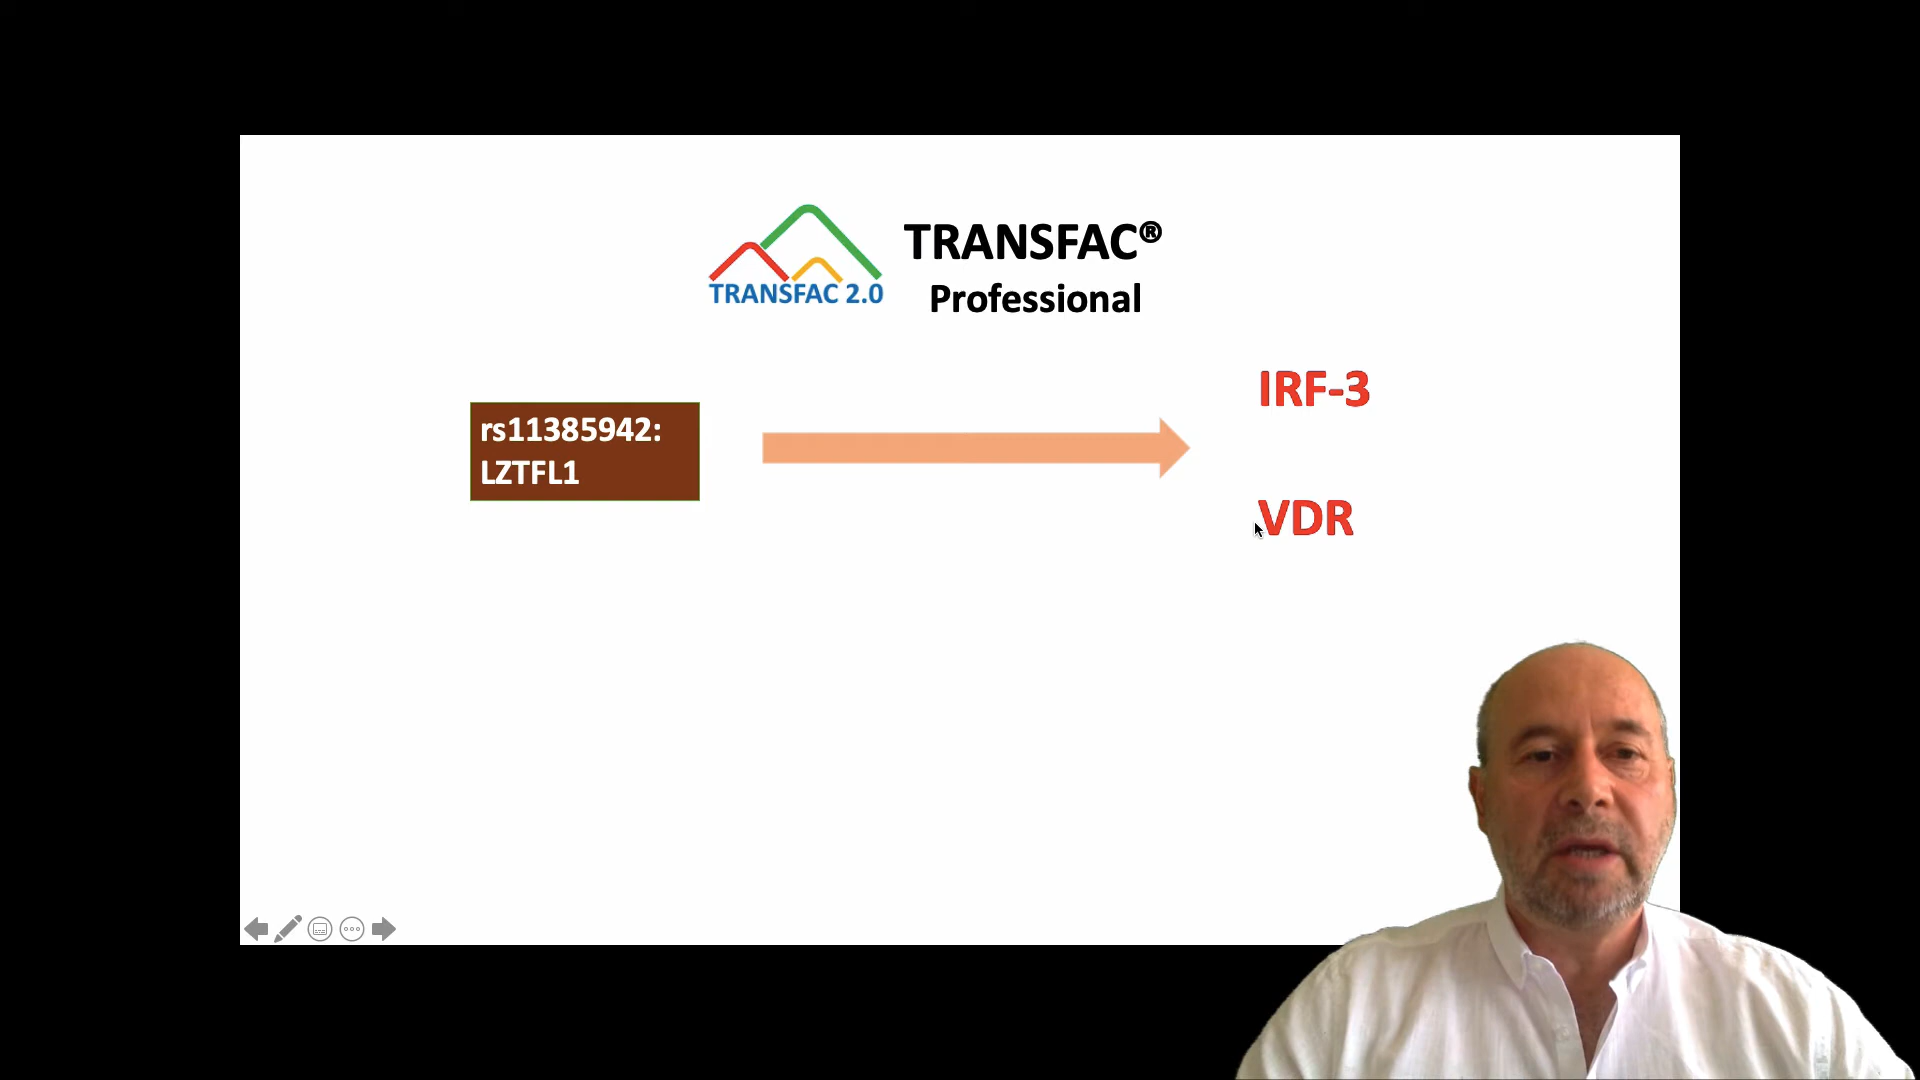 TRANSFAC 2.0
TRANSFAC®
Professional
rs11385942:
LZTFL1
IRF-3
VDR